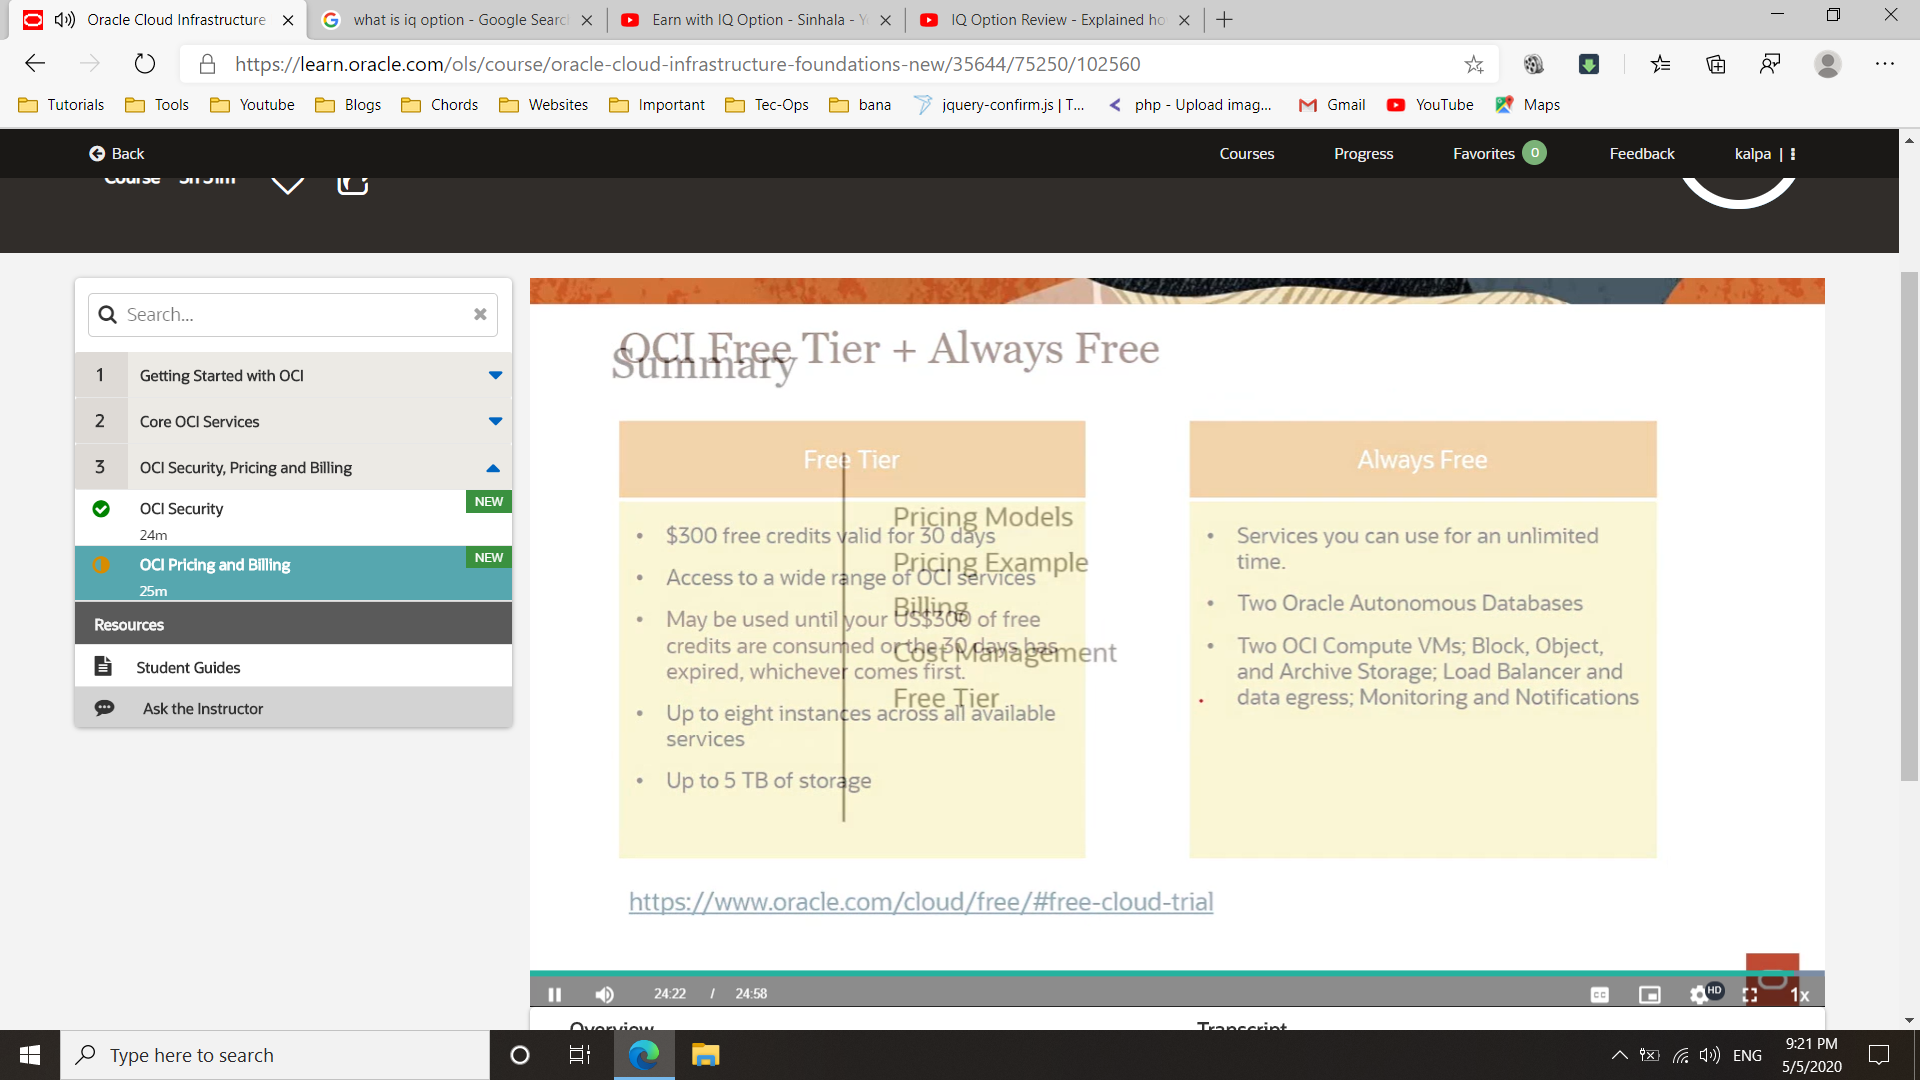 Oracle Cloud Infrastructure
what is iq option - Google Searc
Earn with IQ Option - Sinhala - Y
IQ Option Review - Explained ho
https://learn.oracle.com/ols/course/oracle-cloud-infrastructure-foundations-new/35644/75250/102560
Tutorials
Tools
Youtube
Blogs
Chords
Websites
Important
Tec-Ops
bana
jquery-confirm.js | T...
php - Upload imag...
Gmail
YouTube
Maps
Back
Courses
Progress
Favorites 0
Feedback
kalpa |
Course
Search...
1 Getting Started with OCI
2 Core OCI Services
3 OCI Security, Pricing and Billing
OCI Security
NEW
24m
OCI Pricing and Billing
NEW
25m
Resources
Student Guides
Ask the Instructor
OCI Free Tier + Always Free
Summary
Free Tier
• $300 free credits valid for 30 days
• Access to a wide range of OCI services
• May be used until your US$300 of free
credits are consumed or the 30 days has
expired, whichever comes first.
• Up to eight instances across all available
services
• Up to 5 TB of storage
Pricing Models
Pricing Example
Billing
Cost Management
Free Tier
Always Free
• Services you can use for an unlimited
time.
• Two Oracle Autonomous Databases
• Two OCI Compute VMs; Block, Object,
and Archive Storage; Load Balancer and
data egress; Monitoring and Notifications
https://www.oracle.com/cloud/free/#free-cloud-trial
24:22 / 24:58
CC
HD
1x
Overview
Transcript
Type here to search
ENG
9:21 PM
5/5/2020